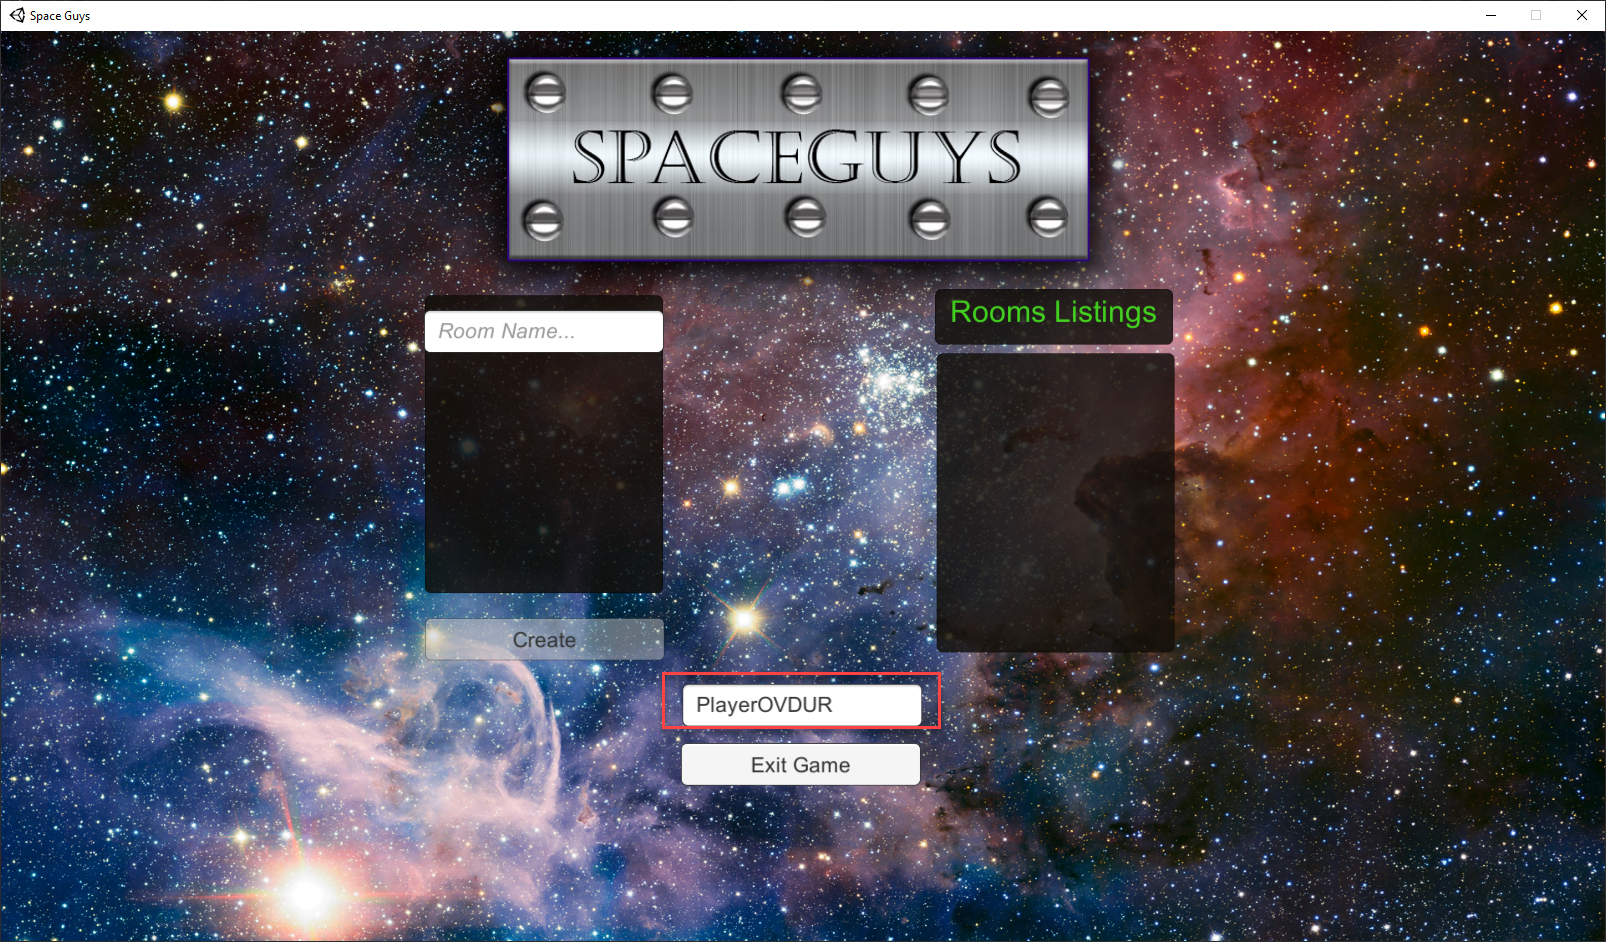 Space Guys
SPACEGUYS
Room Name...
Rooms Listings
Create
PlayerOVDUR
Exit Game